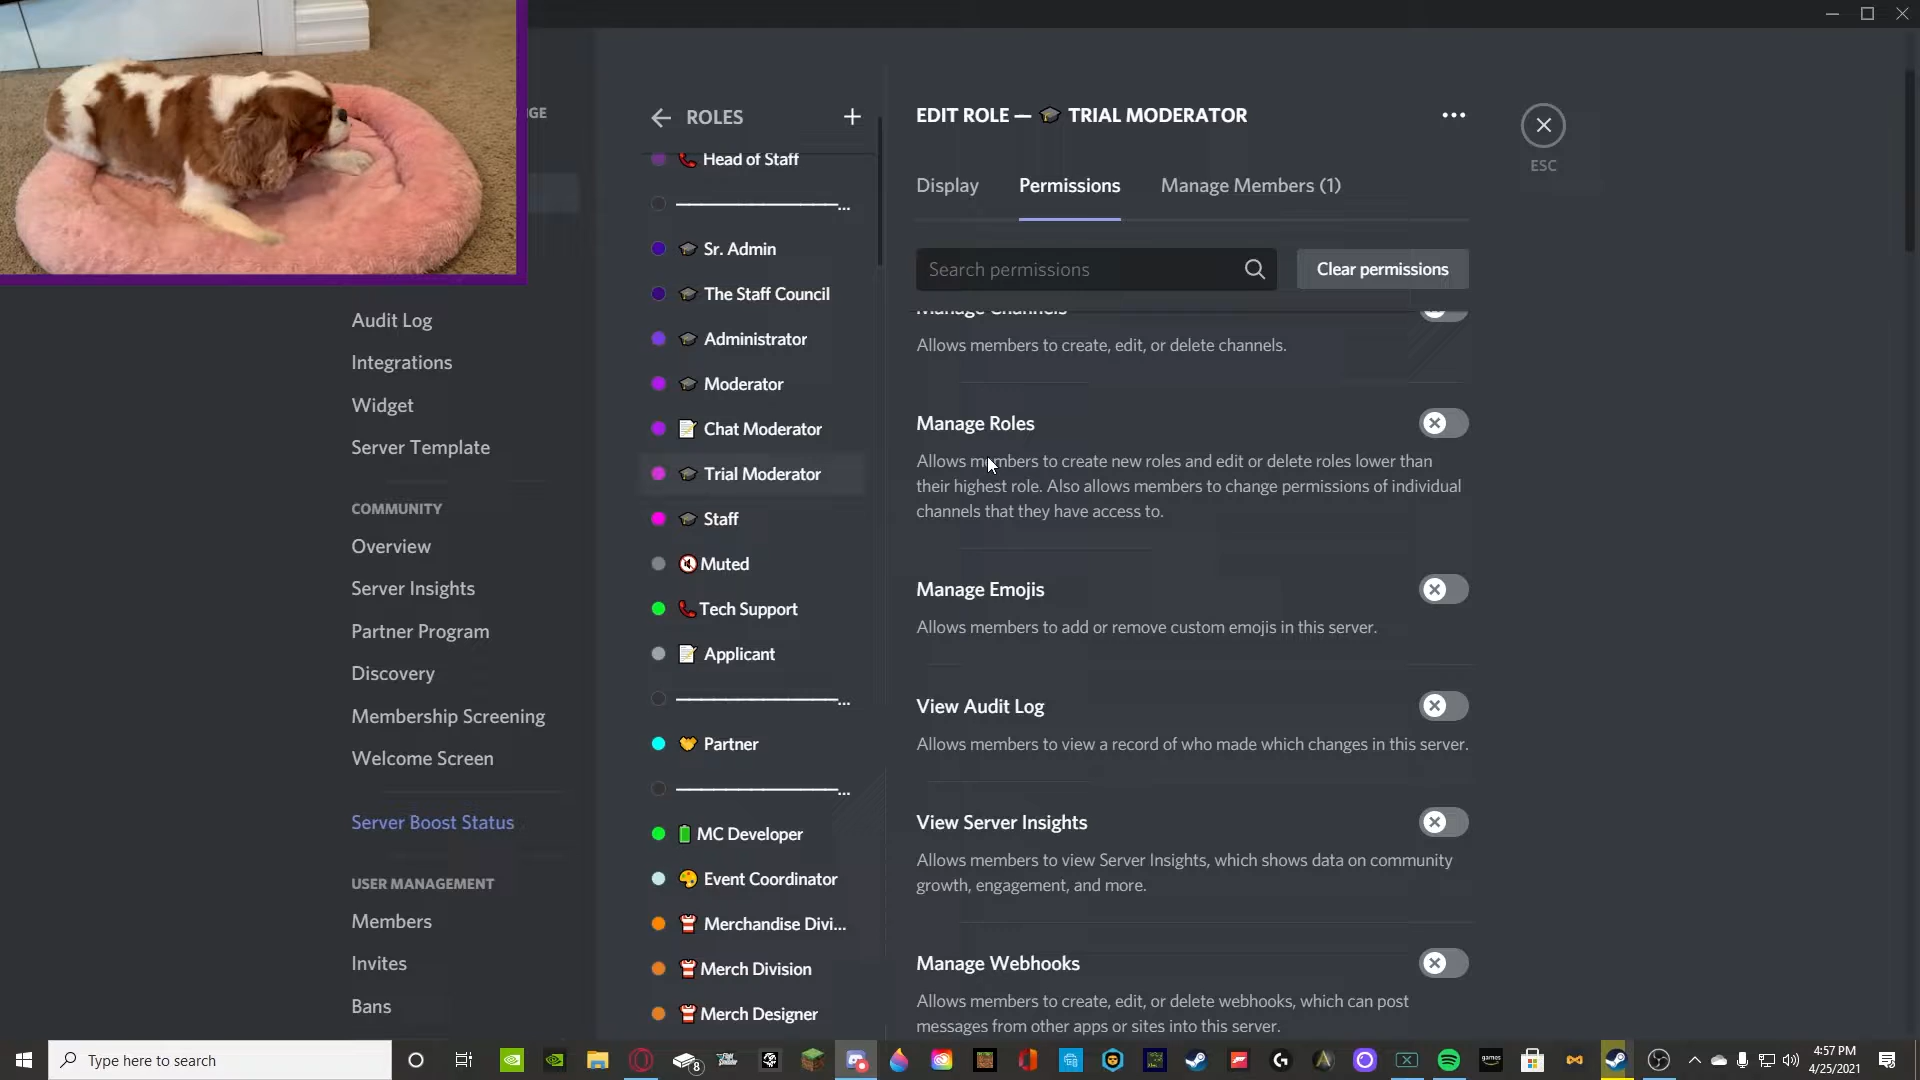 GE
Audit Log
Integrations
Widget
Server Template
COMMUNITY
Overview
Server Insights
Partner Program
Discovery
Membership Screening
Welcome Screen
Server Boost Status
USER MANAGEMENT
Members
Invites
Bans
ROLES
Head of Staff
Sr. Admin
The Staff Council
Administrator
Moderator
Chat Moderator
Trial Moderator
Staff
Muted
Tech Support
Applicant
Partner
MC Developer
Event Coordinator
Merchandise Divi...
Merch Division
Merch Designer
EDIT ROLE — 🎓 TRIAL MODERATOR
Display Permissions Manage Members (1)
Search permissions Clear permissions
Manage Channels
Allows members to create, edit, or delete channels.
Manage Roles
Allows members to create new roles and edit or delete roles lower than
their highest role. Also allows members to change permissions of individual
channels that they have access to.
Manage Emojis
Allows members to add or remove custom emojis in this server.
View Audit Log
Allows members to view a record of who made which changes in this server.
View Server Insights
Allows members to view Server Insights, which shows data on community
growth, engagement, and more.
Manage Webhooks
Allows members to create, edit, or delete webhooks, which can post
messages from other apps or sites into this server.
ESC
Type here to search
8
games
4:57 PM
4/25/2021